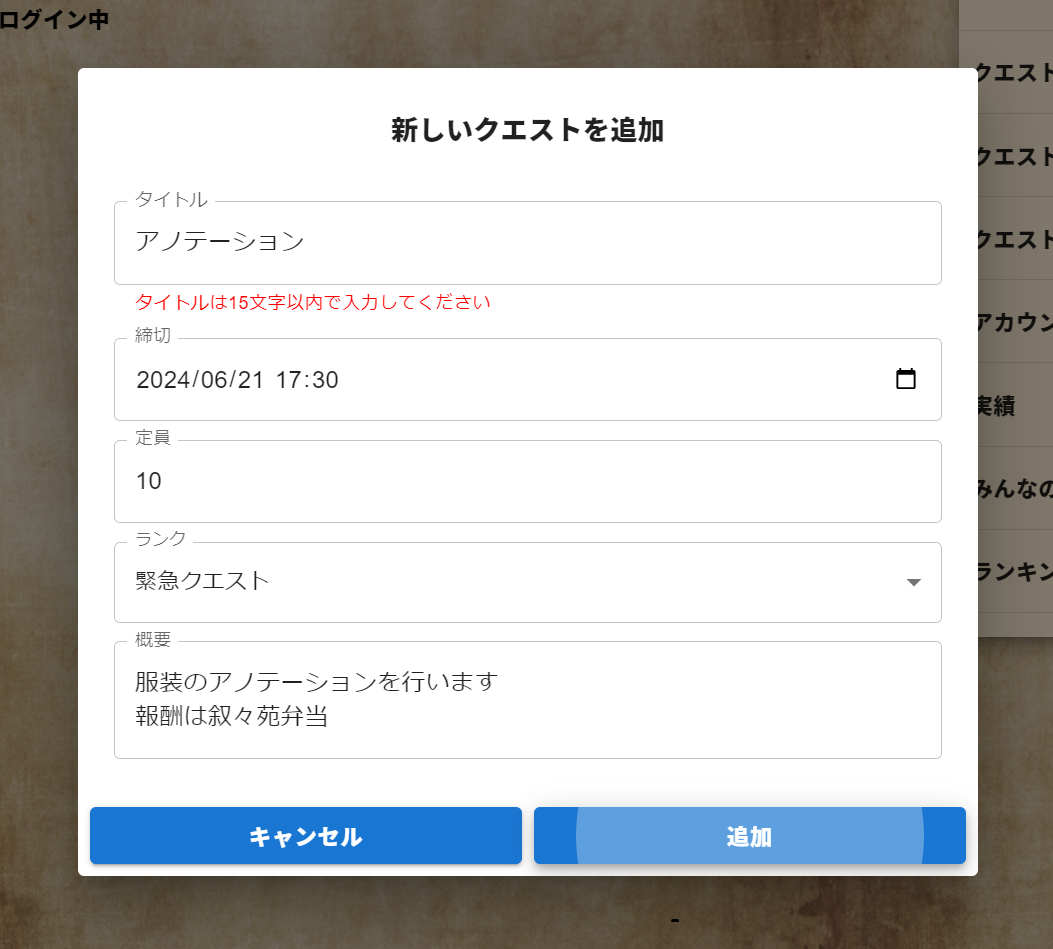 ログイン中
新しいクエストを追加
タイトル
アノテーション
タイトルは15文字以内で入力してください
締切
2024/06/21 17:30
定員
10
ランク
緊急クエスト
概要
服装のアノテーションを行います
報酬は叙々苑弁当
キャンセル
追加
クエスト
クエスト
クエスト
アカウン
実績
みんなの
ランキン